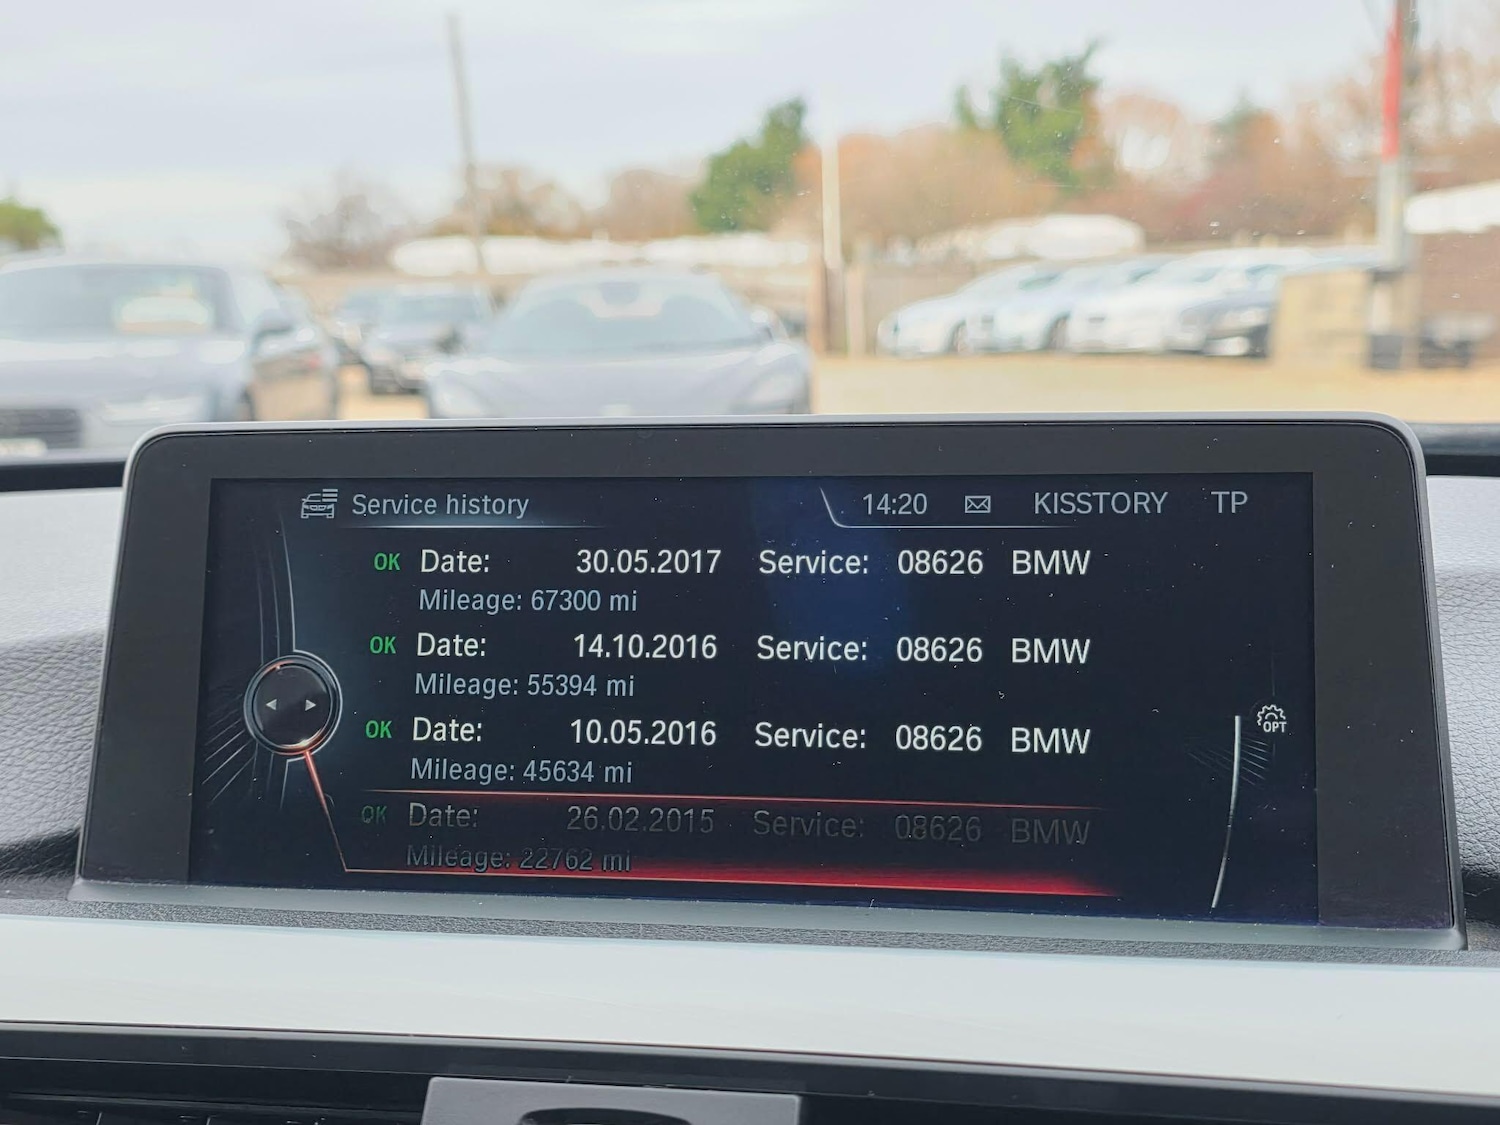 Service history 14:20 KISSTORY TP
OK Date: 30.05.2017 Service: 08626 BMW
Mileage: 67300 mi
OK Date: 14.10.2016 Service: 08626 BMW
Mileage: 55394 mi
OK Date: 10.05.2016 Service: 08626 BMW
Mileage: 45634 mi
OPT
OK Date: 26.02.2015 Service: 08626 BMW
Mileage: 22762 mi